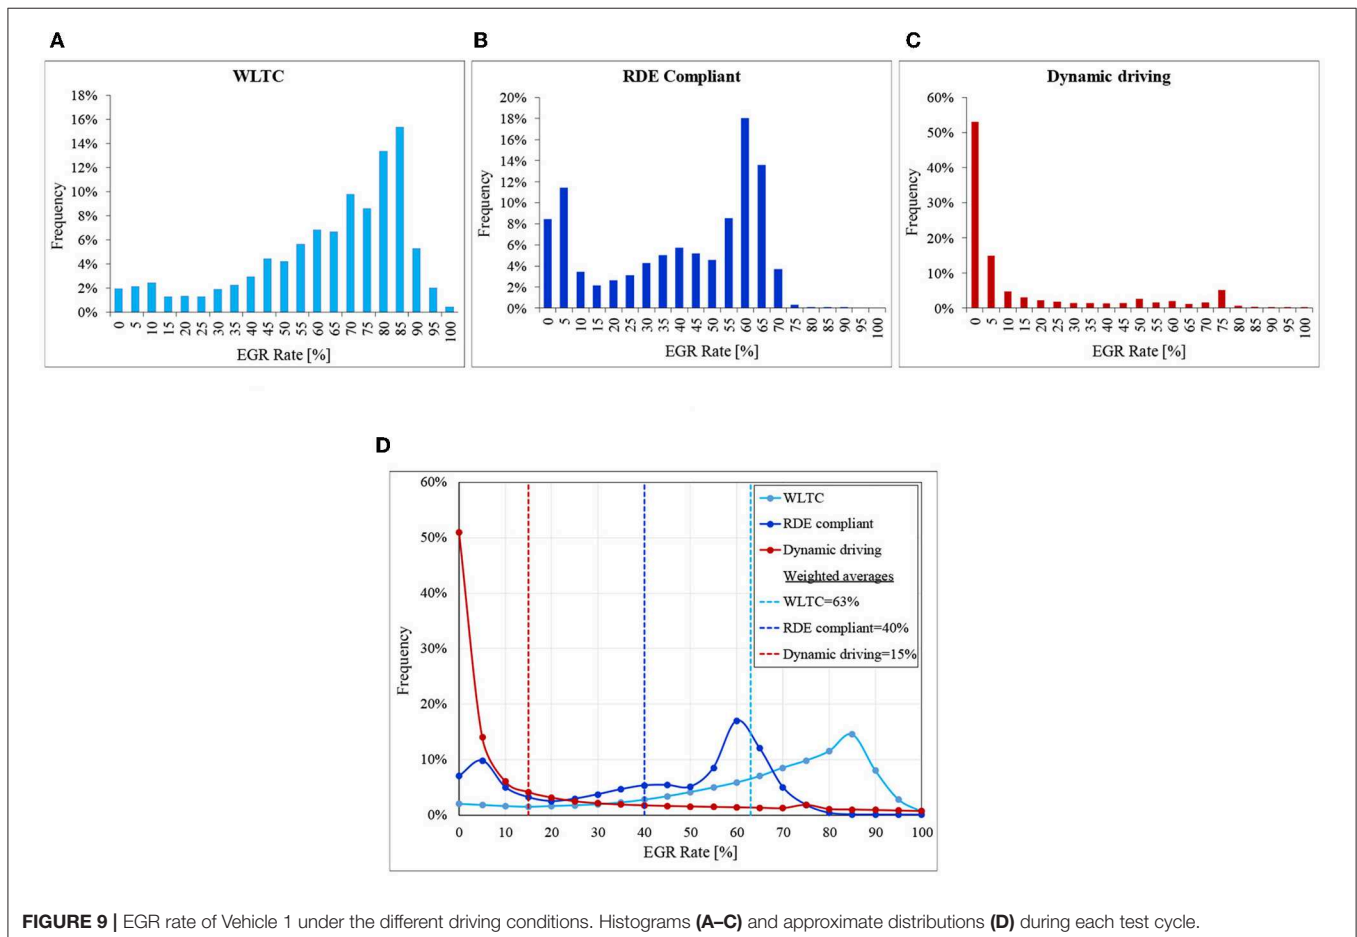 A
WLTC
18%
16%
14%
12%
10%
8%
6%
4%
2%
0%
Frequency
0 5 10 15 20 25 30 35 40 45 50 55 60 65 70 75 80 85 90 95 100
EGR Rate [%]
B
RDE Compliant
20%
18%
16%
14%
12%
10%
8%
6%
4%
2%
0%
Frequency
0 5 10 15 20 25 30 35 40 45 50 55 60 65 70 75 80 85 90 95 100
EGR Rate [%]
C
Dynamic driving
60%
50%
40%
30%
20%
10%
0%
Frequency
0 5 10 15 20 25 30 35 40 45 50 55 60 65 70 75 80 85 90 95 100
EGR Rate [%]
D
60%
50%
40%
30%
20%
10%
0%
Frequency
0 10 20 30 40 50 60 70 80 90 100
EGR Rate [%]
WLTC
RDE compliant
Dynamic driving
Weighted averages
WLTC=63%
RDE compliant=40%
Dynamic driving=15%
FIGURE 9 | EGR rate of Vehicle 1 under the different driving conditions. Histograms (A–C) and approximate distributions (D) during each test cycle.